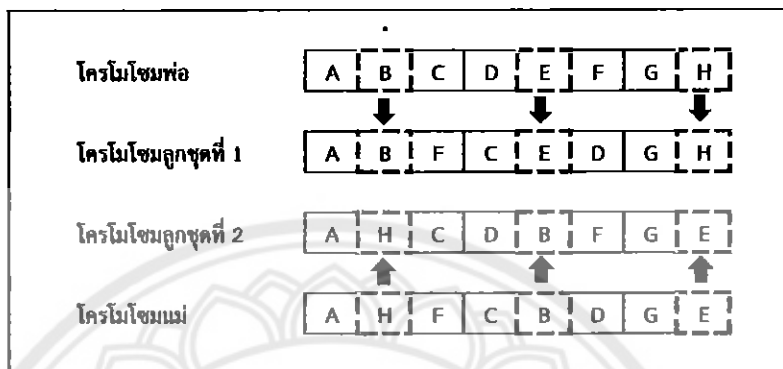 โครโมโซมพ่อ A B C D E F G H
โครโมโซมลูกชุดที่ 1 A B F C E D G H
โครโมโซมลูกชุดที่ 2 A H C D B F G E
โครโมโซมแม่ A H F C B D G E